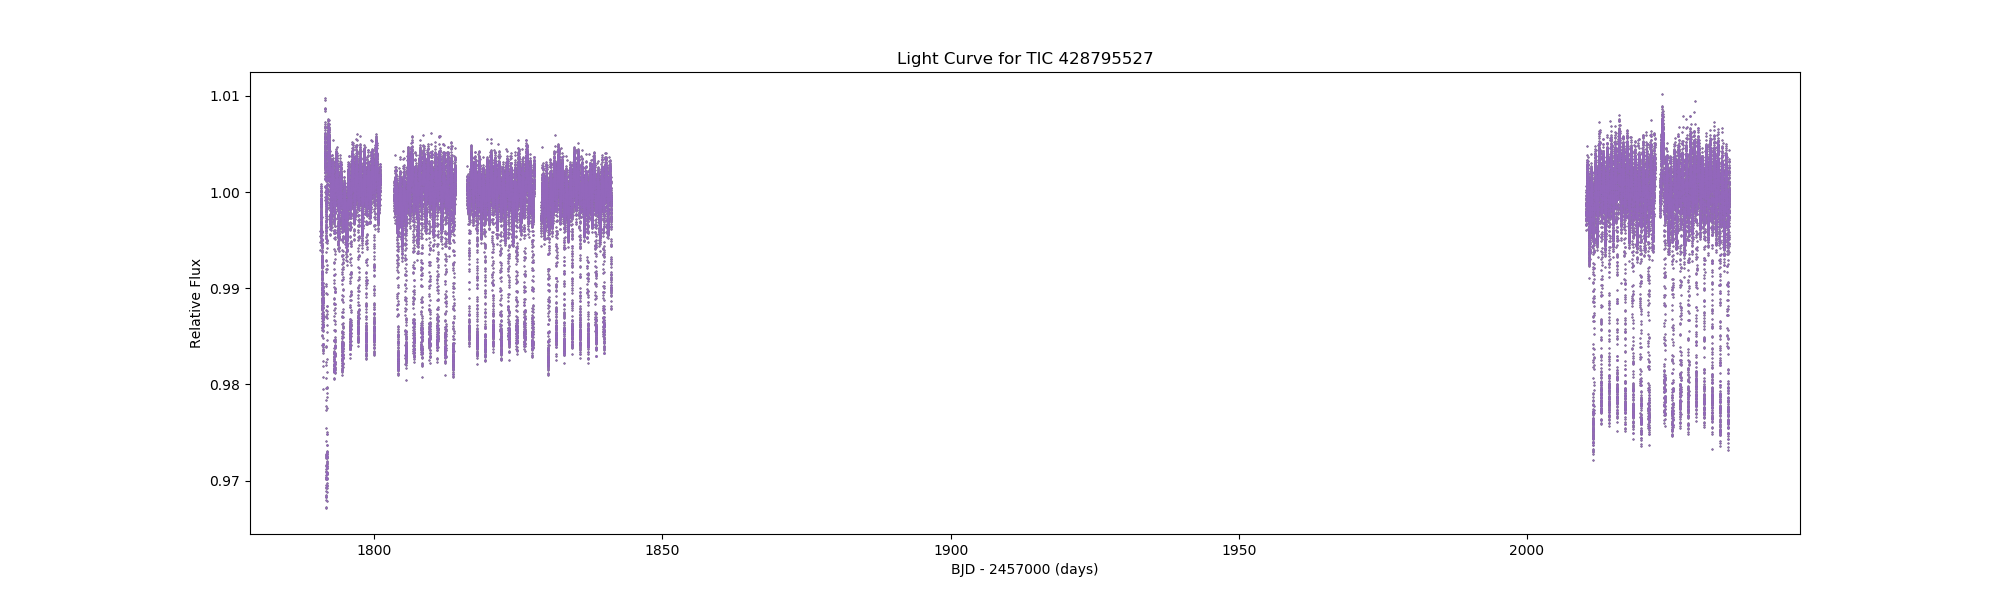 Light Curve for TIC 428795527
1.01
1.00
0.99
0.98
0.97
Relative Flux
1800 1850 1900 1950 2000
BJD - 2457000 (days)